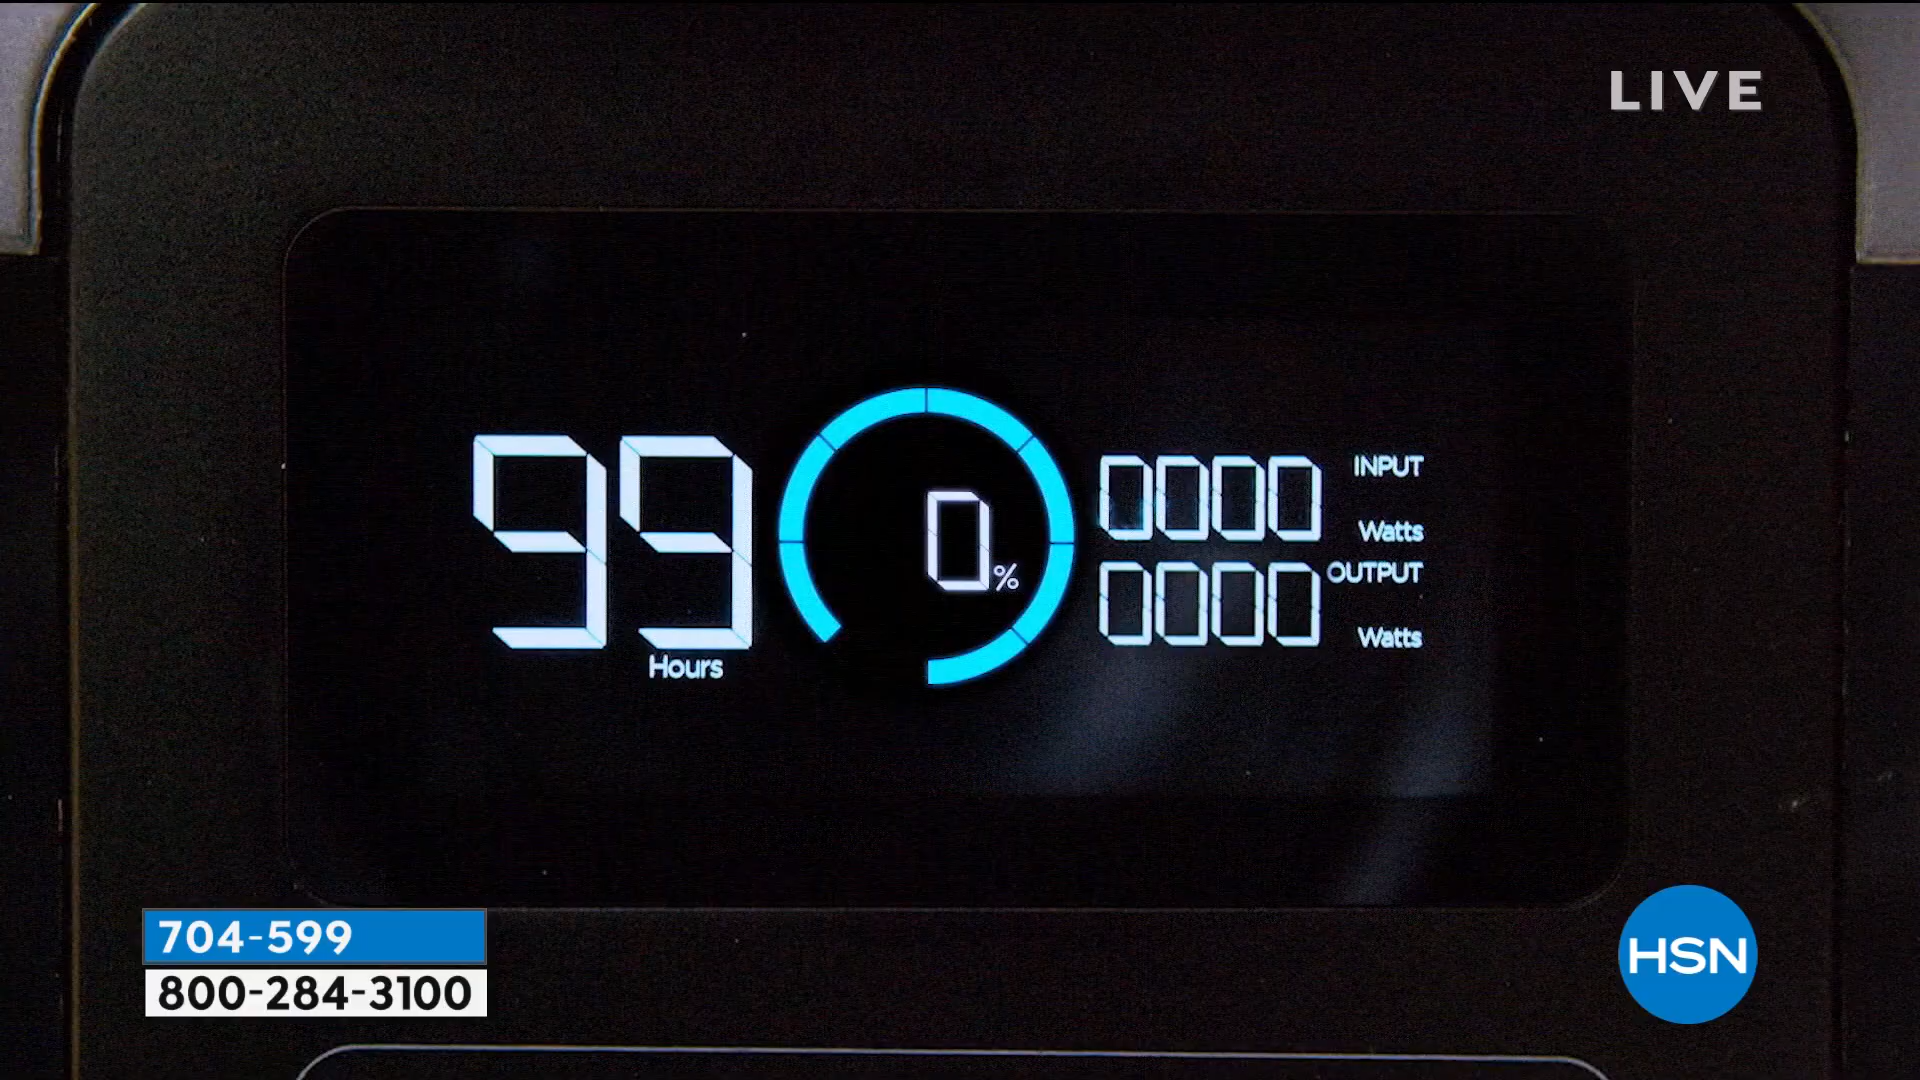 LIVE
99
Hours
0%
0000
INPUT
Watts
0000
OUTPUT
Watts
704-599
800-284-3100
HSN